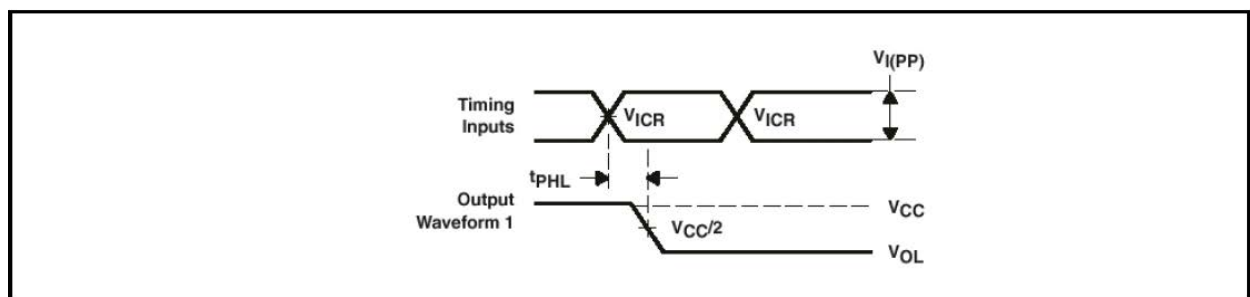 VI(PP)
Timing
Inputs
VICR
VICR
tPHL
Output
Waveform 1
VCC/2
VCC
VOL